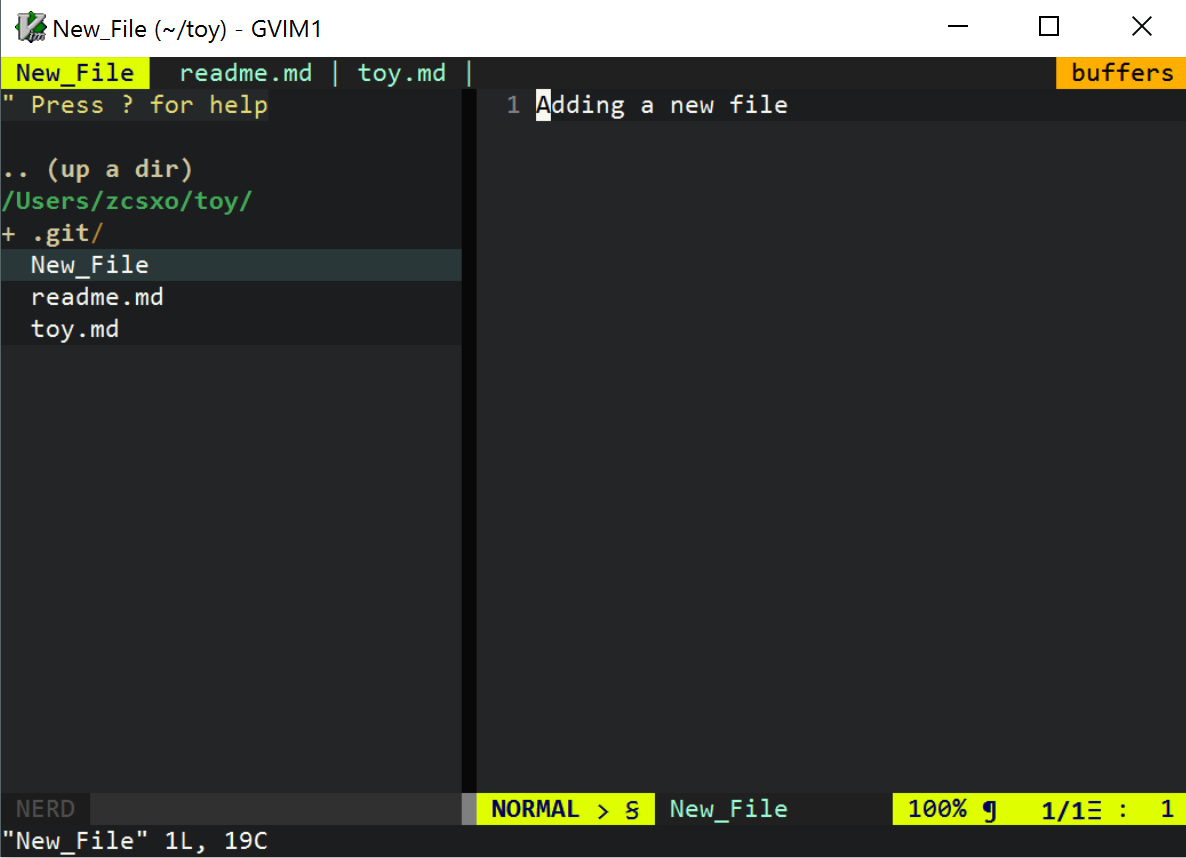 New_File (~/toy) - GVIM1
New_File readme.md | toy.md | buffers
" Press ? for help
.. (up a dir)
/Users/zcsxo/toy/
+ .git/
New_File
readme.md
toy.md
1 Adding a new file
NERD
NORMAL > § New_File 100% ¶ 1/1☰ : 1
"New_File" 1L, 19C